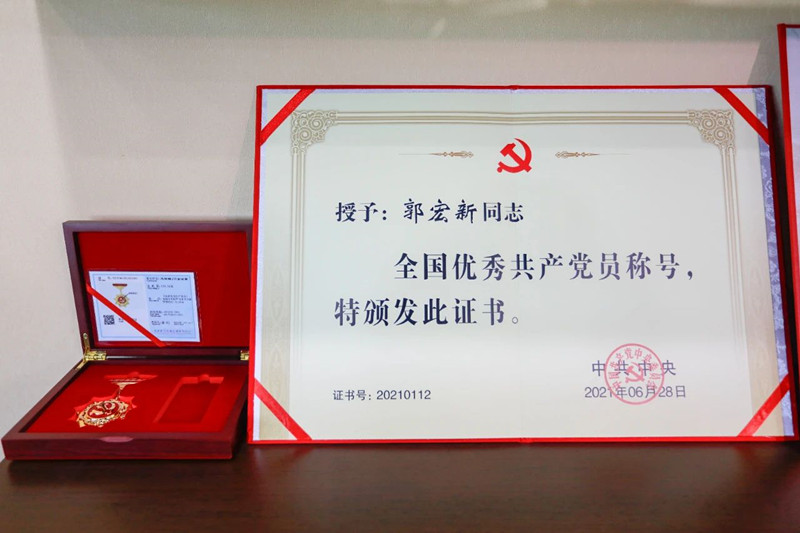 授予：郭宏新同志
全国优秀共产党员称号，
特颁发此证书。
中共中央
2021年06月28日
证书号：20210112